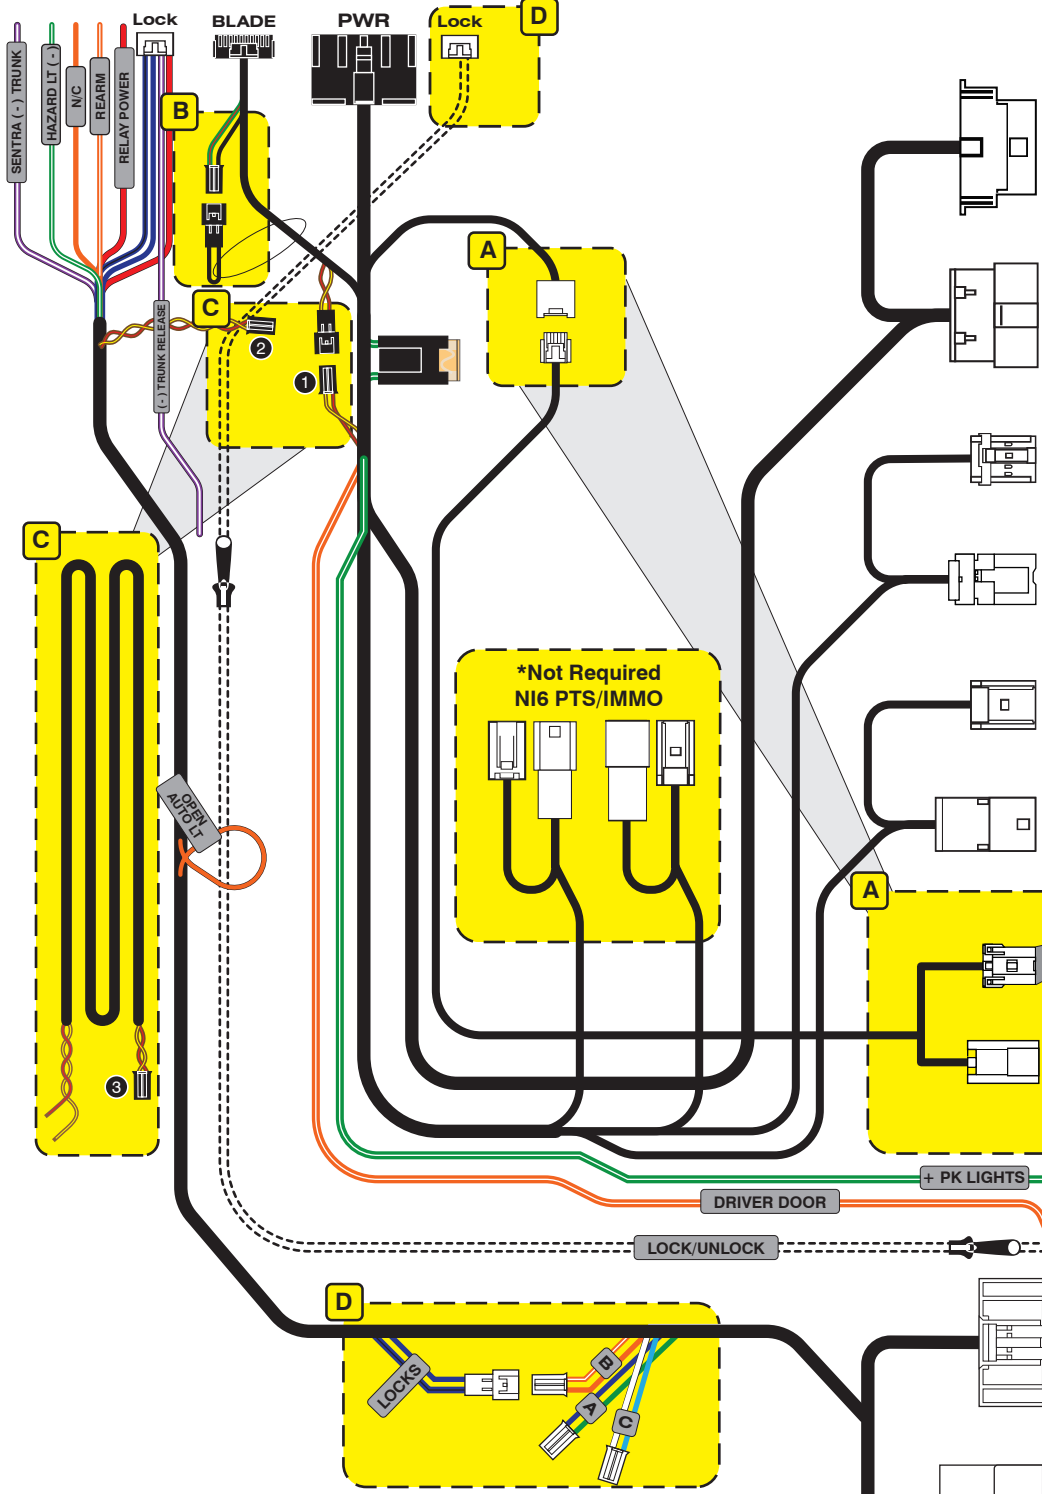 SENTRA ( - ) TRUNK
HAZARD LT ( - )
N/C
REARM
RELAY POWER
Lock
BLADE
PWR
Lock
D
B
A
C
2
1
( - ) TRUNK RELEASE
C
*Not Required
NI6 PTS/IMMO
OPEN
AUTO LT
A
3
+ PK LIGHTS
DRIVER DOOR
LOCK/UNLOCK
D
LOCKS
B
A
C